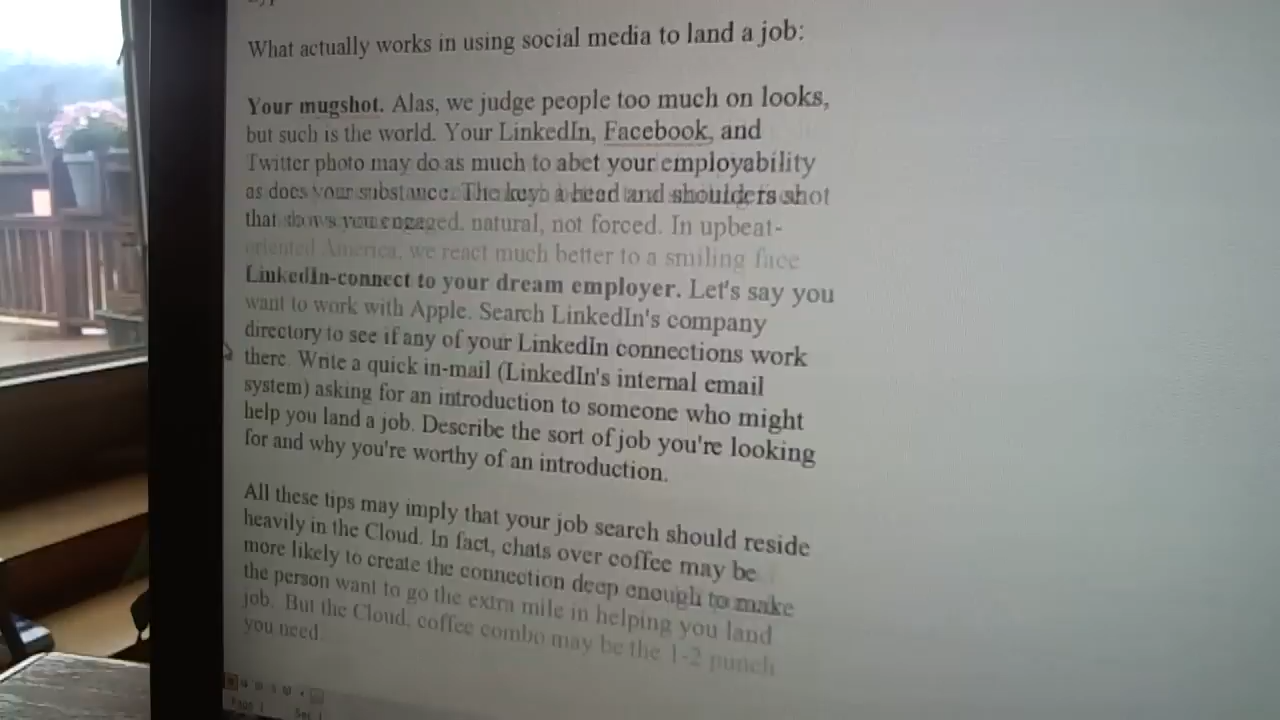 What actually works in using social media to land a job:
Your mugshot. Alas, we judge people too much on looks,
but such is the world. Your LinkedIn, Facebook, and
Twitter photo may do as much to abet your employability
as does your substance. The key: a head and shoulders shot
that shows you engaged, natural, not forced. In upbeat-
oriented America, we react much better to a smiling face
LinkedIn-connect to your dream employer. Let's say you
want to work with Apple. Search LinkedIn's company
directory to see if any of your LinkedIn connections work
there. Write a quick in-mail (LinkedIn's internal email
system) asking for an introduction to someone who might
help you land a job. Describe the sort of job you're looking
for and why you're worthy of an introduction.
All these tips may imply that your job search should reside
heavily in the Cloud. In fact, chats over coffee may be
more likely to create the connection deep enough to make
the person want to go the extra mile in helping you land
job. But the Cloud, coffee combo may be the 1-2 punch
you need.
Page 1